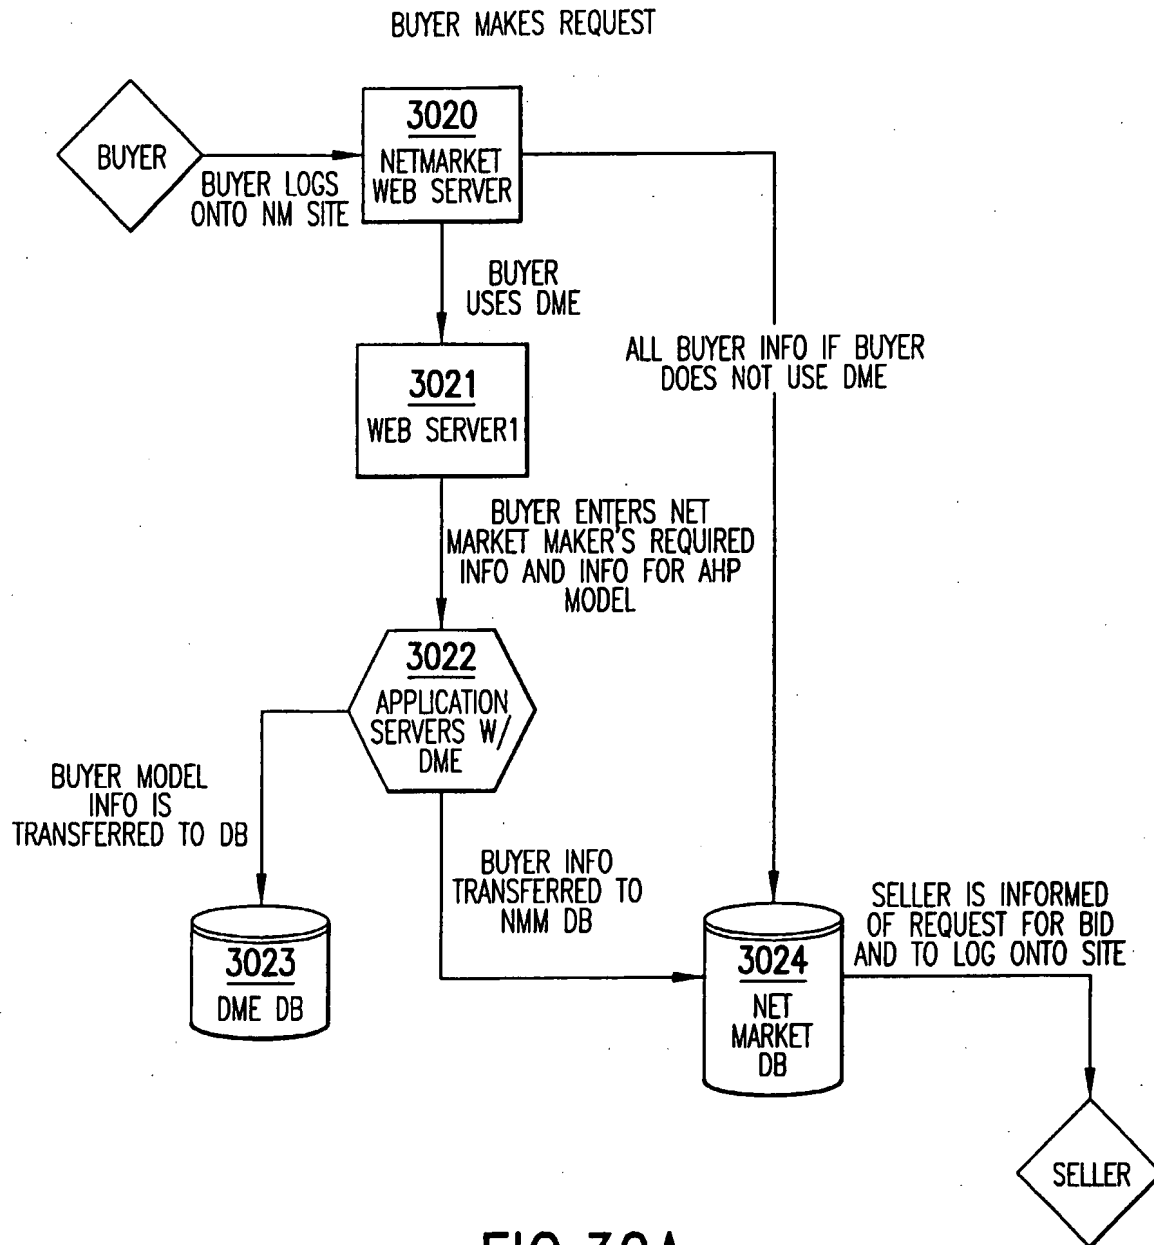 BUYER MAKES REQUEST
BUYER
BUYER LOGS
ONTO NM SITE
3020
NETMARKET
WEB SERVER
BUYER
USES DME
ALL BUYER INFO IF BUYER
DOES NOT USE DME
3021
WEB SERVER1
BUYER ENTERS NET
MARKET MAKER'S REQUIRED
INFO AND INFO FOR AHP
MODEL
3022
APPLICATION
SERVERS W/
DME
BUYER MODEL
INFO IS
TRANSFERRED TO DB
BUYER INFO
TRANSFERRED TO
NMM DB
SELLER IS INFORMED
OF REQUEST FOR BID
AND TO LOG ONTO SITE
3023
DME DB
3024
NET
MARKET
DB
SELLER
FIG.30A